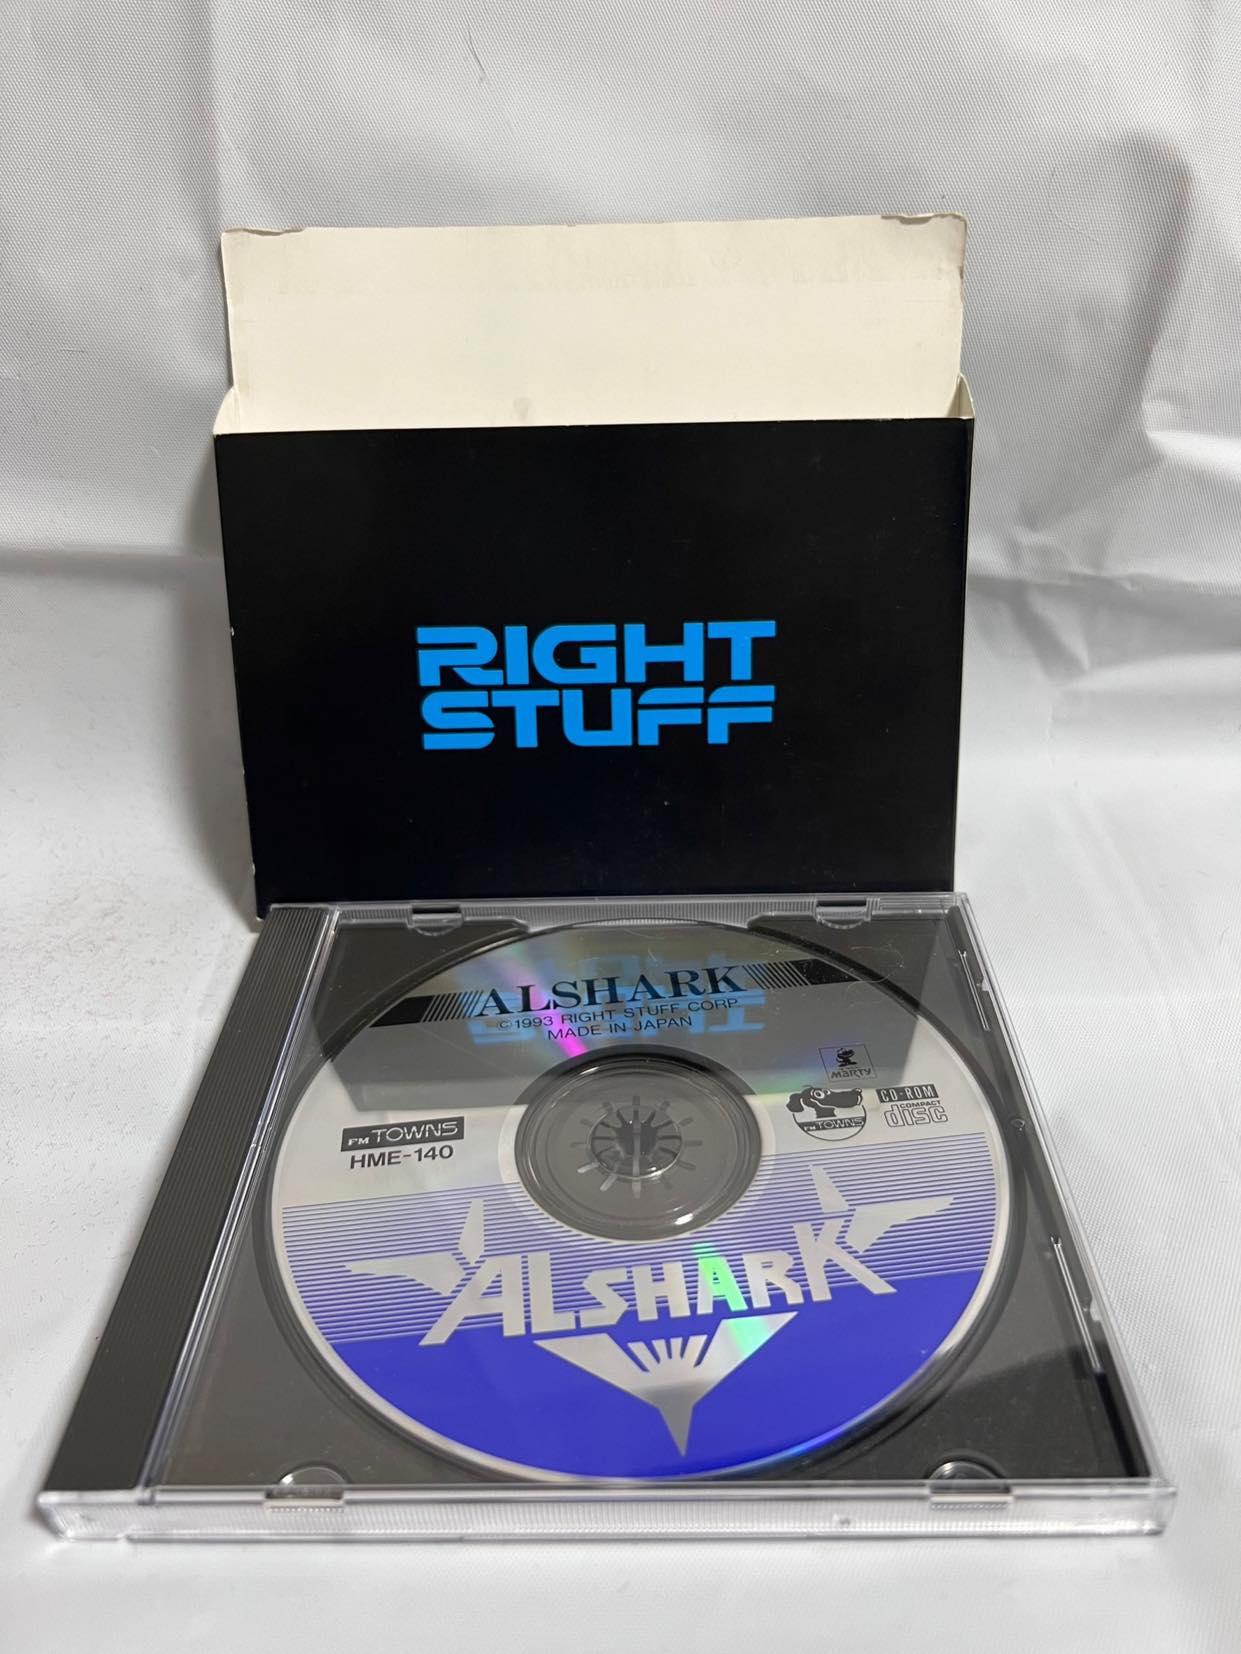 RIGHT
STUFF
ALSHARK
©1993 RIGHT STUFF CORP
MADE IN JAPAN
MARTY
FM TOWNS
HME-140
FM TOWNS
CD-ROM
COMPACT
disc
ALSHARK